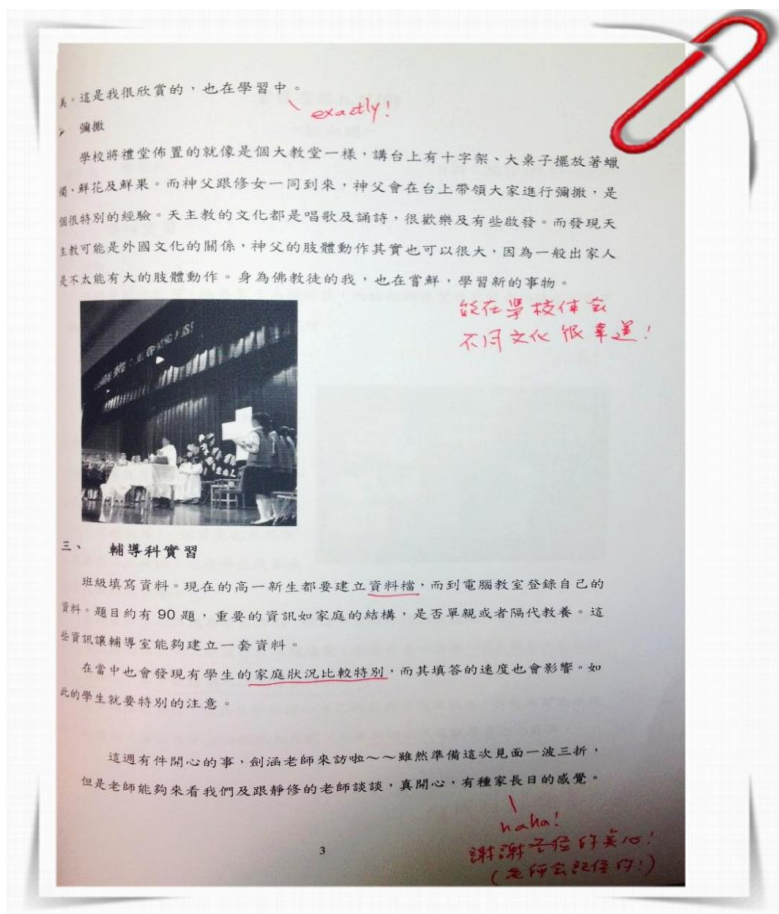 美。這是我很欣賞的，也在學習中。
exactly!
➢ 彌撒
學校將禮堂佈置的就像是個大教堂一樣，講台上有十字架、大桌子擺放著蠟
燭、鮮花及鮮果。而神父跟修女一同到來，神父會在台上帶領大家進行彌撒，是
個很特別的經驗。天主教的文化都是唱歌及誦詩，很歡樂及有些啟發。而發現天
主教可能是外國文化的關係，神父的肢體動作其實也可以很大，因為一般出家人
是不太能有大的肢體動作。身為佛教徒的我，也在嘗鮮，學習新的事物。
能在學校体会
不同文化很幸運!
三、 輔導科實習
班級填寫資料。現在的高一新生都要建立資料檔，而到電腦教室登錄自己的
資料。題目約有 90 題，重要的資訊如家庭的結構，是否單親或者隔代教養。這
些資訊讓輔導室能夠建立一套資料。
在當中也會發現有學生的家庭狀況比較特別，而其填答的速度也會影響。如
此的學生就要特別的注意。
這週有件開心的事，劍涵老師來訪啦～～雖然準備這次見面一波三折，
但是老師能夠來看我們及跟靜修的老師談談，真開心，有種家長日的感覺。
haha!
謝謝各位的美心!
(老師会記住的!)
3